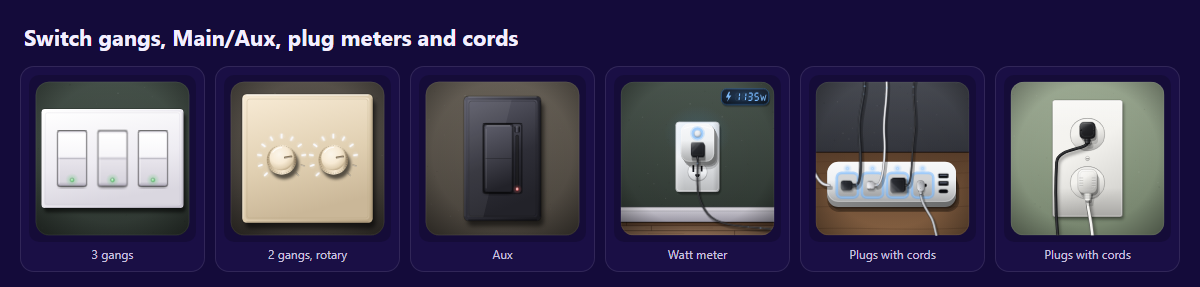 Switch gangs, Main/Aux, plug meters and cords
1135w
3 gangs
2 gangs, rotary
Aux
Watt meter
Plugs with cords
Plugs with cords